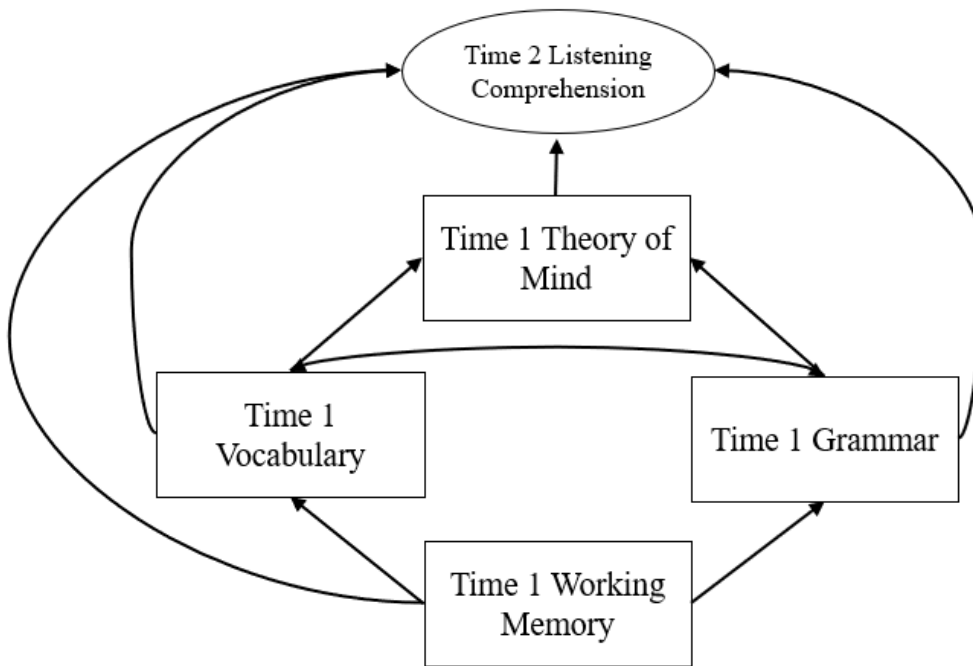 Time 2 Listening
Comprehension
Time 1 Theory of
Mind
Time 1
Vocabulary
Time 1 Grammar
Time 1 Working
Memory